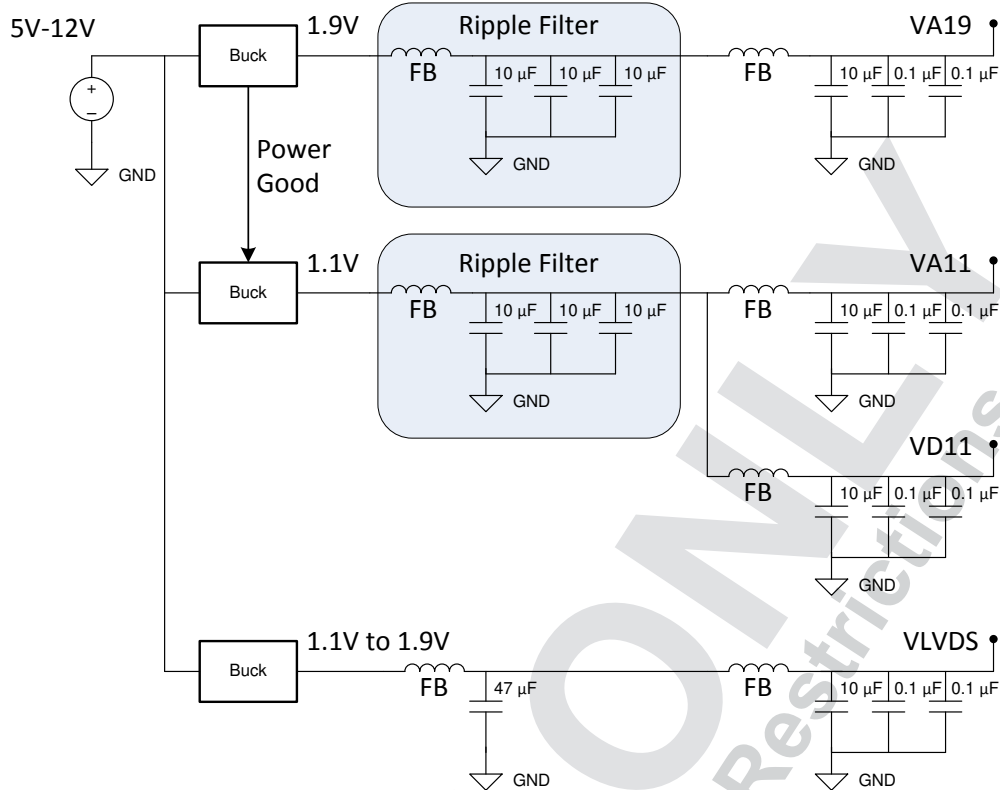 5V-12V
Buck
1.9V
Ripple Filter
VA19
FB
10 µF 10 µF 10 µF
FB
10 µF 0.1 µF 0.1 µF
+
–
GND
GND
GND
Power
Good
Buck
1.1V
Ripple Filter
VA11
FB
10 µF 10 µF 10 µF
FB
10 µF 0.1 µF 0.1 µF
GND
GND
VD11
FB
10 µF 0.1 µF 0.1 µF
GND
Buck
1.1V to 1.9V
VLVDS
FB
47 µF
FB
10 µF 0.1 µF 0.1 µF
GND
GND
ONLY
Restrictions